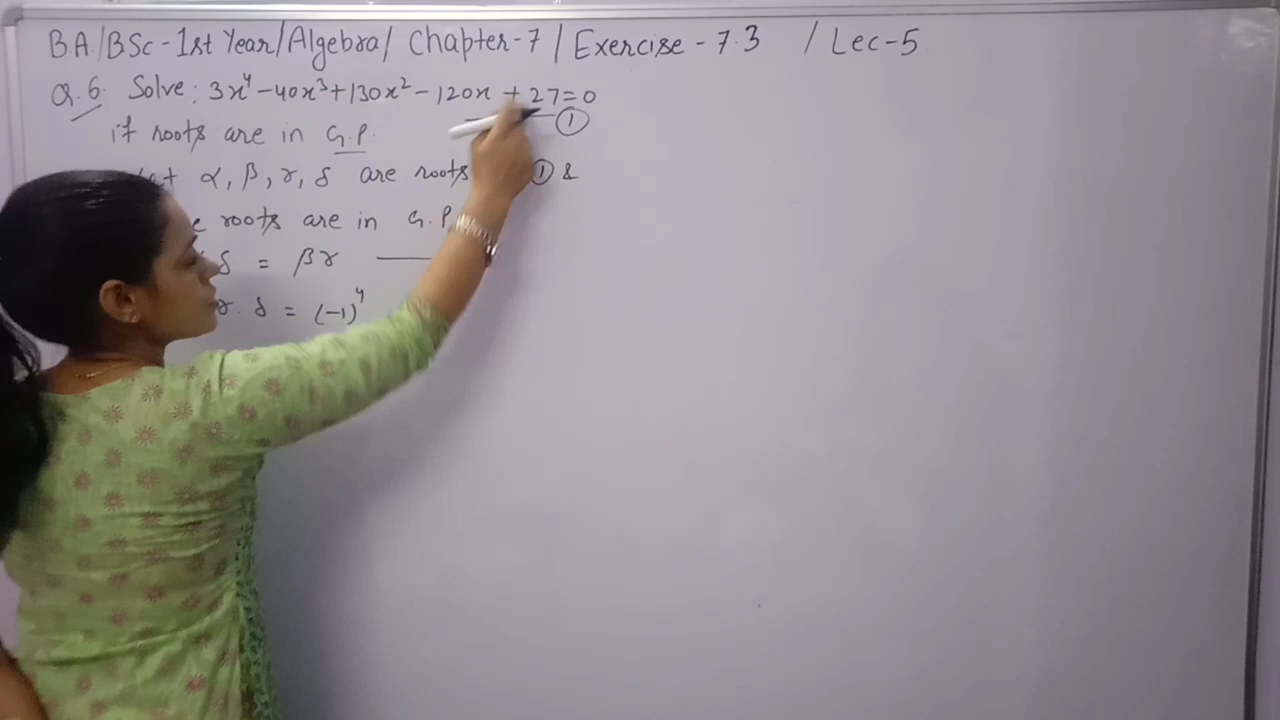 BA/BSc-1st Year/Algebra/ Chapter-7 / Exercise-7.3 / Lec-5
Q.6. Solve: 3x⁴-40x³+130x²-120x+27=0
if roots are in G.P. ①
α, β, γ, δ are roots ① &
roots are in G.P
δ = βγ
γ. δ = (-1)⁴